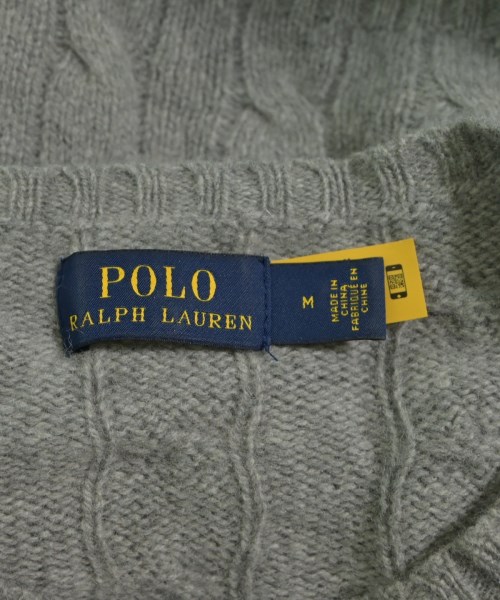 POLO
RALPH LAUREN
M
MADE IN
CHINA
FABRIQUÉ EN
CHINE